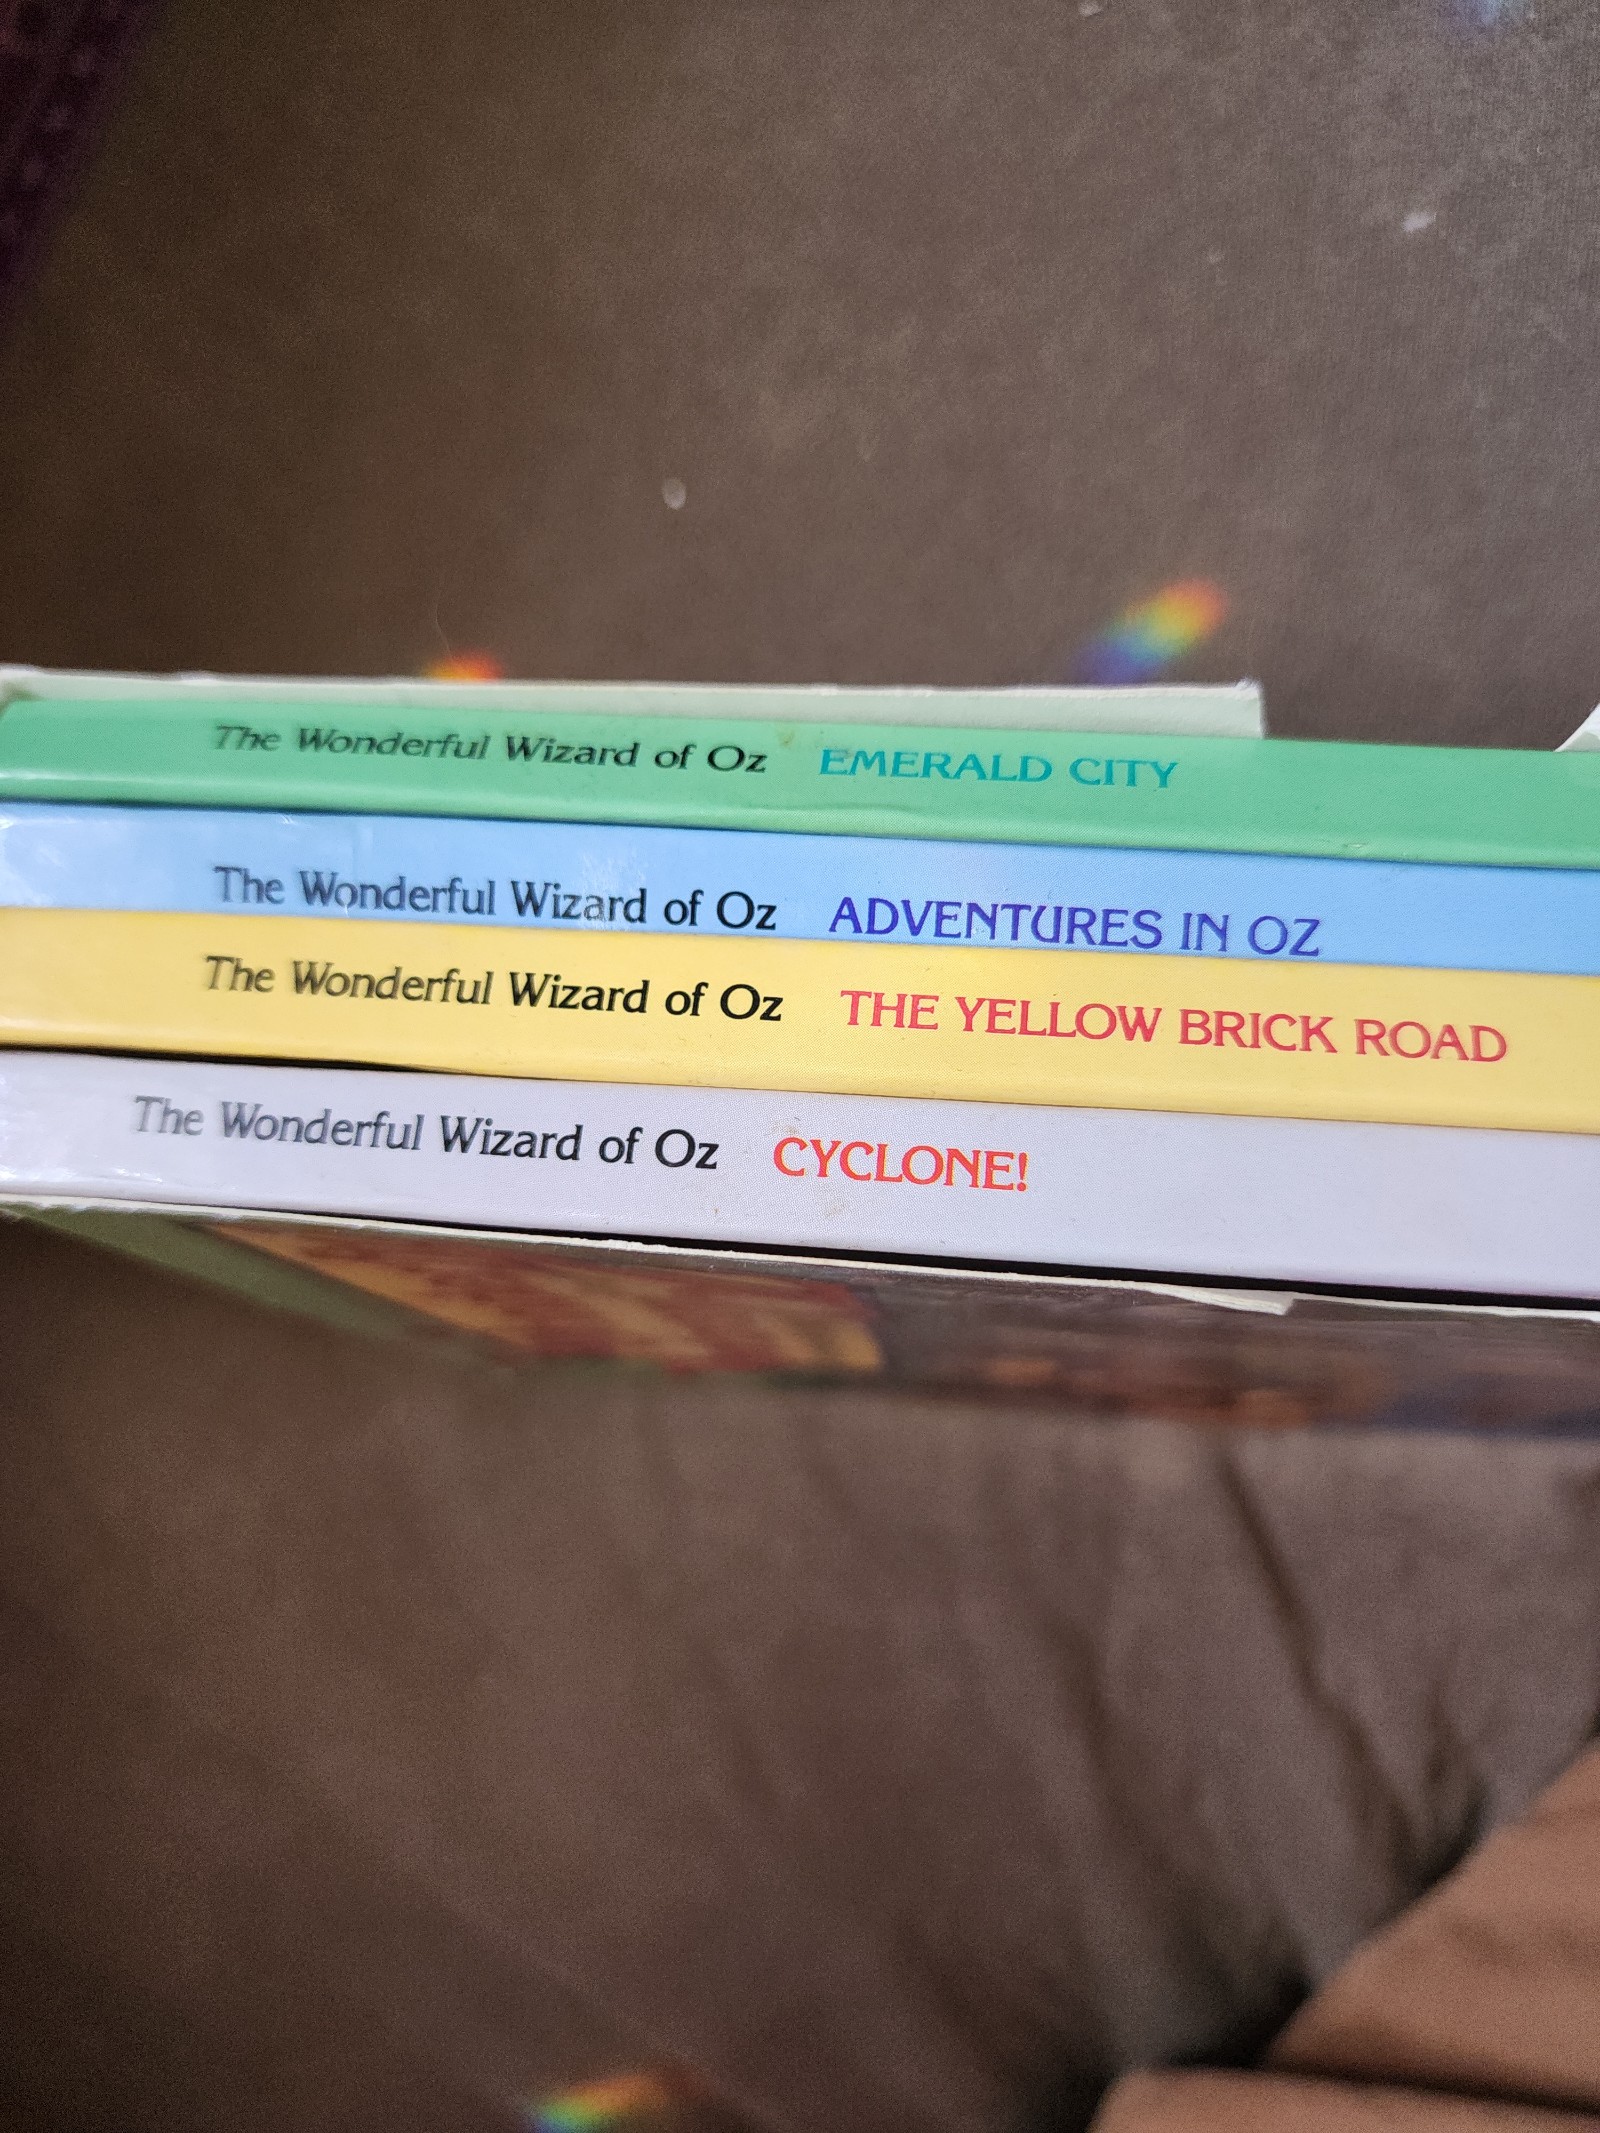 The Wonderful Wizard of Oz EMERALD CITY
The Wonderful Wizard of Oz ADVENTURES IN OZ
The Wonderful Wizard of Oz THE YELLOW BRICK ROAD
The Wonderful Wizard of Oz CYCLONE!